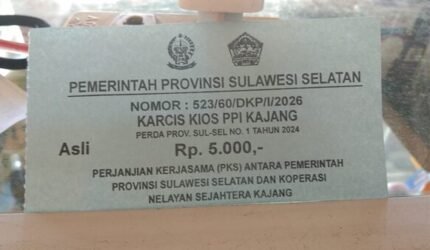 PEMERINTAH PROVINSI SULAWESI SELATAN
NOMOR : 523/60/DKP/I/2026
KARCIS KIOS PPI KAJANG
PERDA PROV. SUL-SEL NO. 1 TAHUN 2024
Asli Rp. 5.000,-
PERJANJIAN KERJASAMA (PKS) ANTARA PEMERINTAH
PROVINSI SULAWESI SELATAN DAN KOPERASI
NELAYAN SEJAHTERA KAJANG